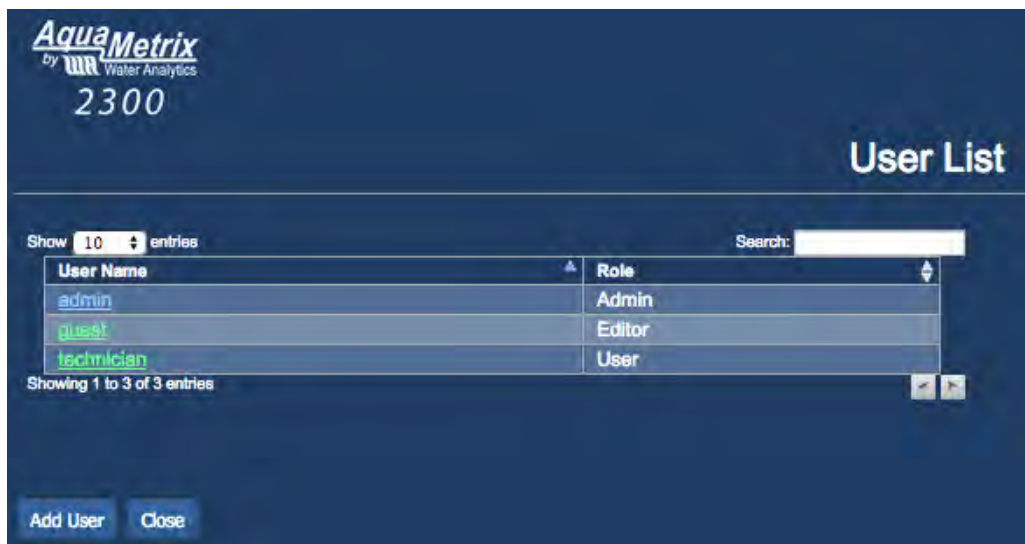 AquaMetrix
by WA Water Analytics
2300
User List
Show 10 entries
Search:
User Name Role
admin Admin
guest Editor
technician User
Showing 1 to 3 of 3 entries
Add User Close